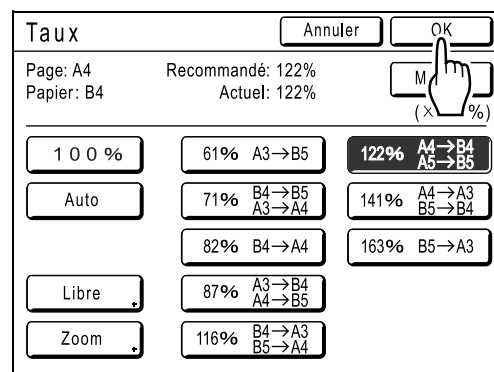 Taux
Annuler
OK
Page: A4
Papier: B4
Recommandé: 122%
Actuel: 122%
M
(× %)
100%
61% A3→B5
122% A4→B4
A5→B5
Auto
71% B4→B5
A3→A4
141% A4→A3
B5→B4
82% B4→A4
163% B5→A3
Libre
87% A3→B4
A4→B5
Zoom
116% B4→A3
B5→A4